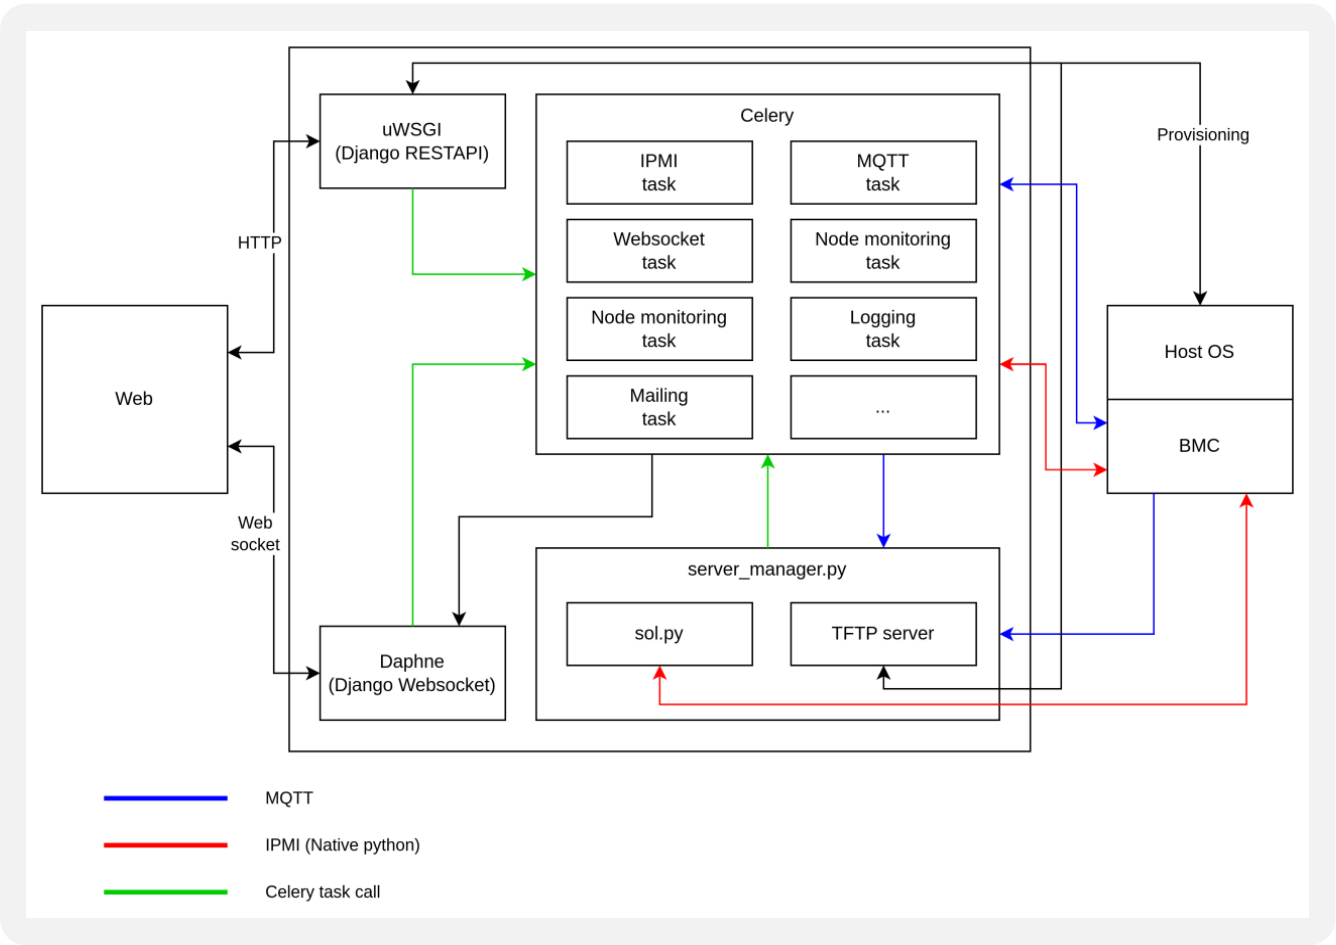 uWSGI
(Django RESTAPI)
Celery
IPMI
task
MQTT
task
Websocket
task
Node monitoring
task
Node monitoring
task
Logging
task
Mailing
task
...
Provisioning
HTTP
Web
Host OS
BMC
Web
socket
server_manager.py
sol.py
TFTP server
Daphne
(Django Websocket)
MQTT
IPMI (Native python)
Celery task call